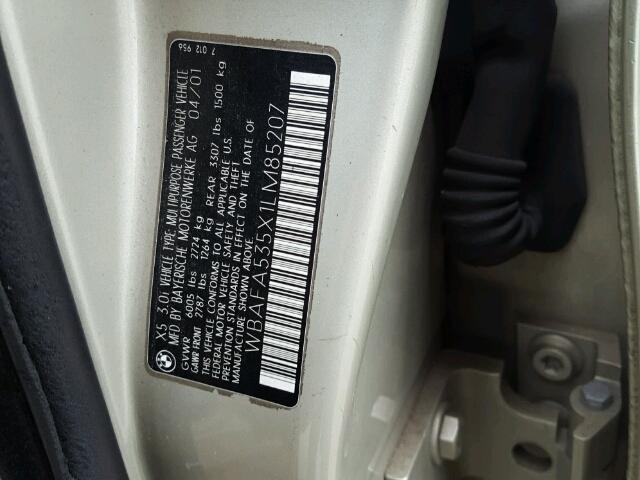 X5 3.0i VEHICLE TYPE MULTIPURPOSE PASSENGER VEHICLE
MFD BY BAYERISCHE MOTORENWERKE AG 04/01
GVWR 6005 lbs 2724 kg
GAWR FRONT 2787 lbs 1264 kg REAR 3307 lbs 1500 kg
THIS VEHICLE CONFORMS TO ALL APPLICABLE U.S.
FEDERAL MOTOR VEHICLE SAFETY AND THEFT
PREVENTION STANDARDS IN EFFECT ON THE DATE OF
MANUFACTURE SHOWN ABOVE.
WBAFA535X1LM85207
7 012 956